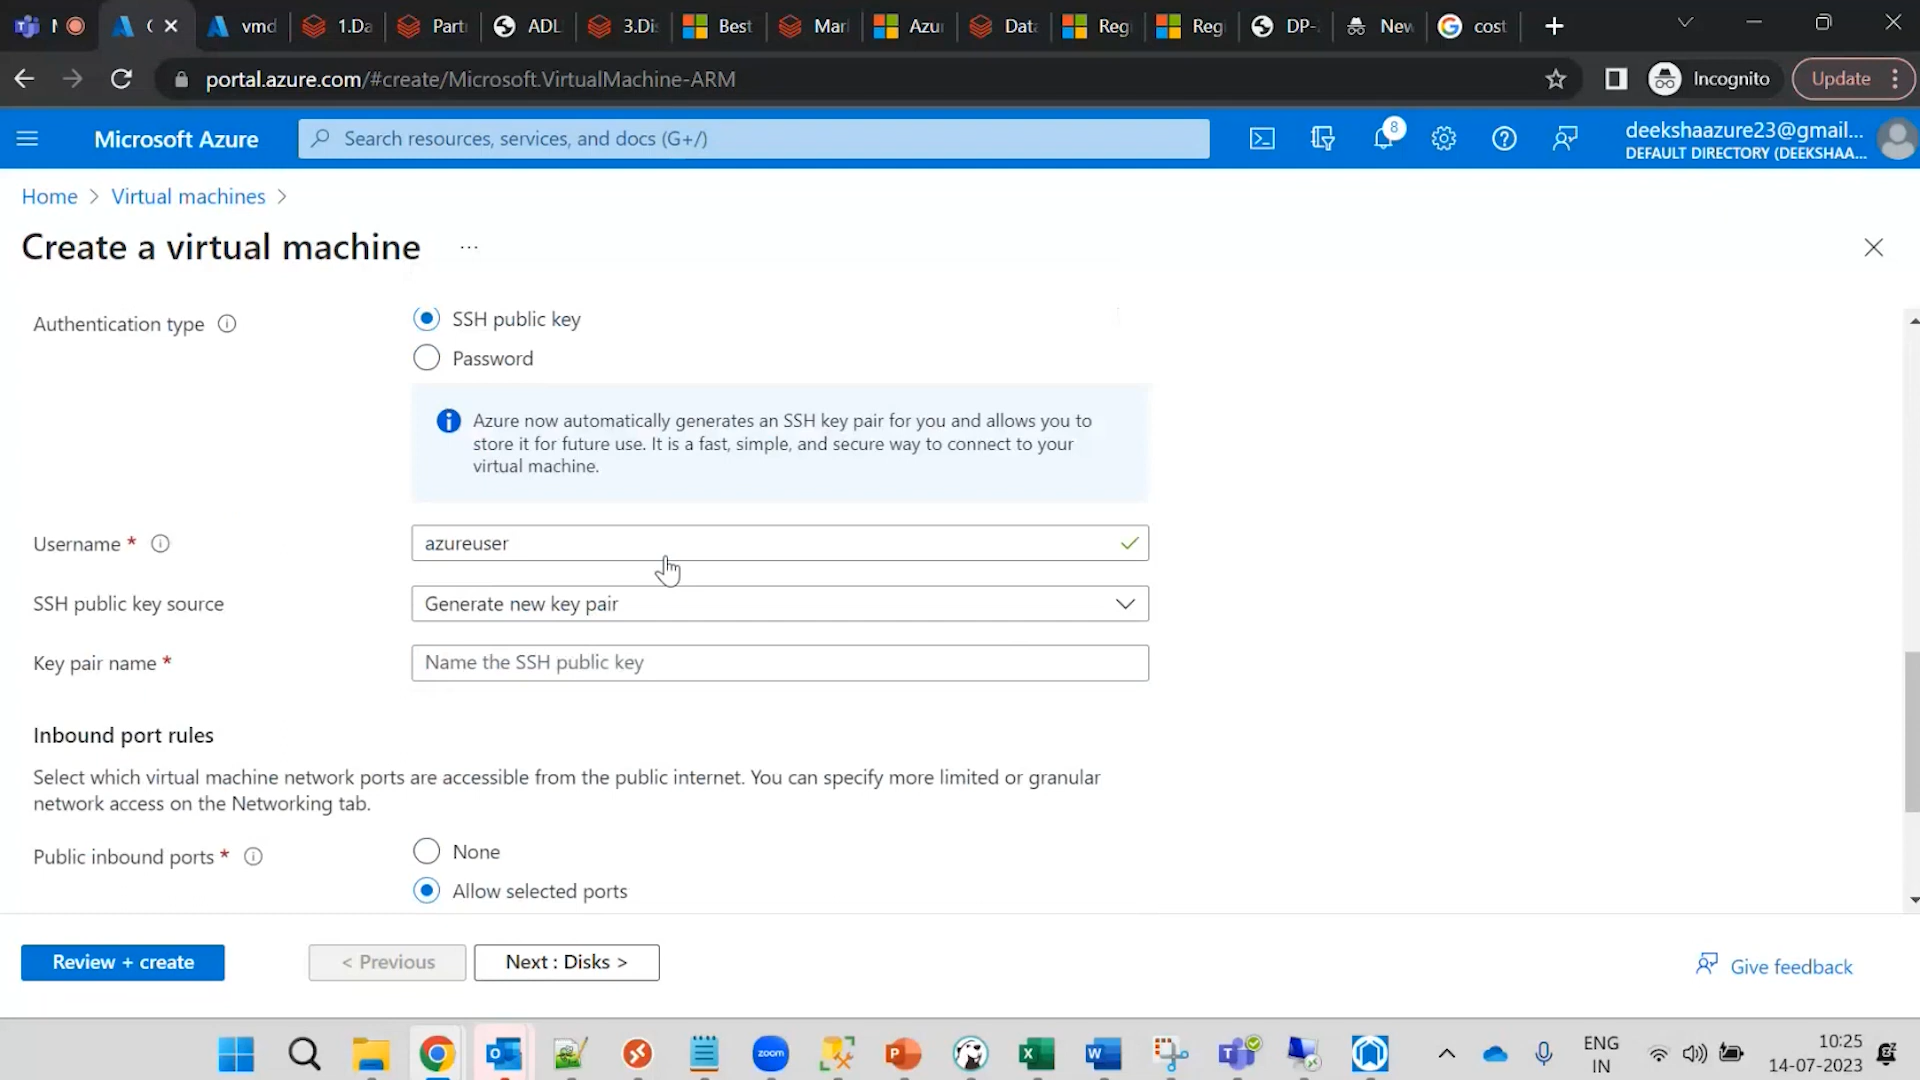 1.Da
Part
ADL
3.Di
Best
Mark
Azu
Data
Reg
Reg
DP-
New
cost
vmd
portal.azure.com/#create/Microsoft.VirtualMachine-ARM
Incognito
Update
Microsoft Azure
Search resources, services, and docs (G+/)
8
deekshaazure23@gmail...
DEFAULT DIRECTORY (DEEKSHAA...
Home > Virtual machines >
Create a virtual machine ...
Authentication type
SSH public key
Password
Azure now automatically generates an SSH key pair for you and allows you to
store it for future use. It is a fast, simple, and secure way to connect to your
virtual machine.
Username *
azureuser
SSH public key source
Generate new key pair
Key pair name *
Name the SSH public key
Inbound port rules
Select which virtual machine network ports are accessible from the public internet. You can specify more limited or granular
network access on the Networking tab.
Public inbound ports *
None
Allow selected ports
Review + create
< Previous
Next : Disks >
Give feedback
zoom
ENG
IN
10:25
14-07-2023